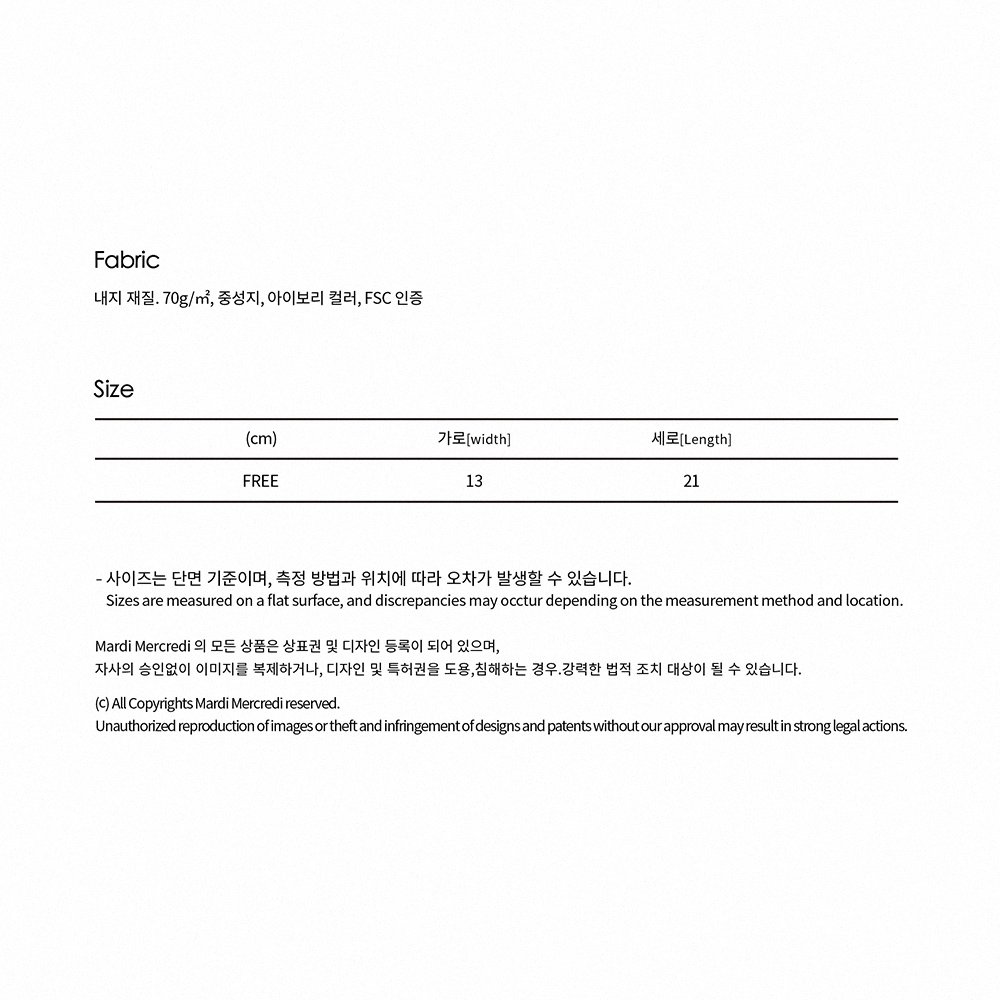 Fabric
내지 재질. 70g/㎡, 중성지, 아이보리 컬러, FSC 인증
Size
(cm) 가로[width] 세로[Length]
FREE 13 21
- 사이즈는 단면 기준이며, 측정 방법과 위치에 따라 오차가 발생할 수 있습니다.
Sizes are measured on a flat surface, and discrepancies may occtur depending on the measurement method and location.
Mardi Mercredi 의 모든 상품은 상표권 및 디자인 등록이 되어 있으며,
자사의 승인없이 이미지를 복제하거나, 디자인 및 특허권을 도용,침해하는 경우.강력한 법적 조치 대상이 될 수 있습니다.
(c) All Copyrights Mardi Mercredi reserved.
Unauthorized reproduction of images or theft and infringement of designs and patents without our approval may result in strong legal actions.